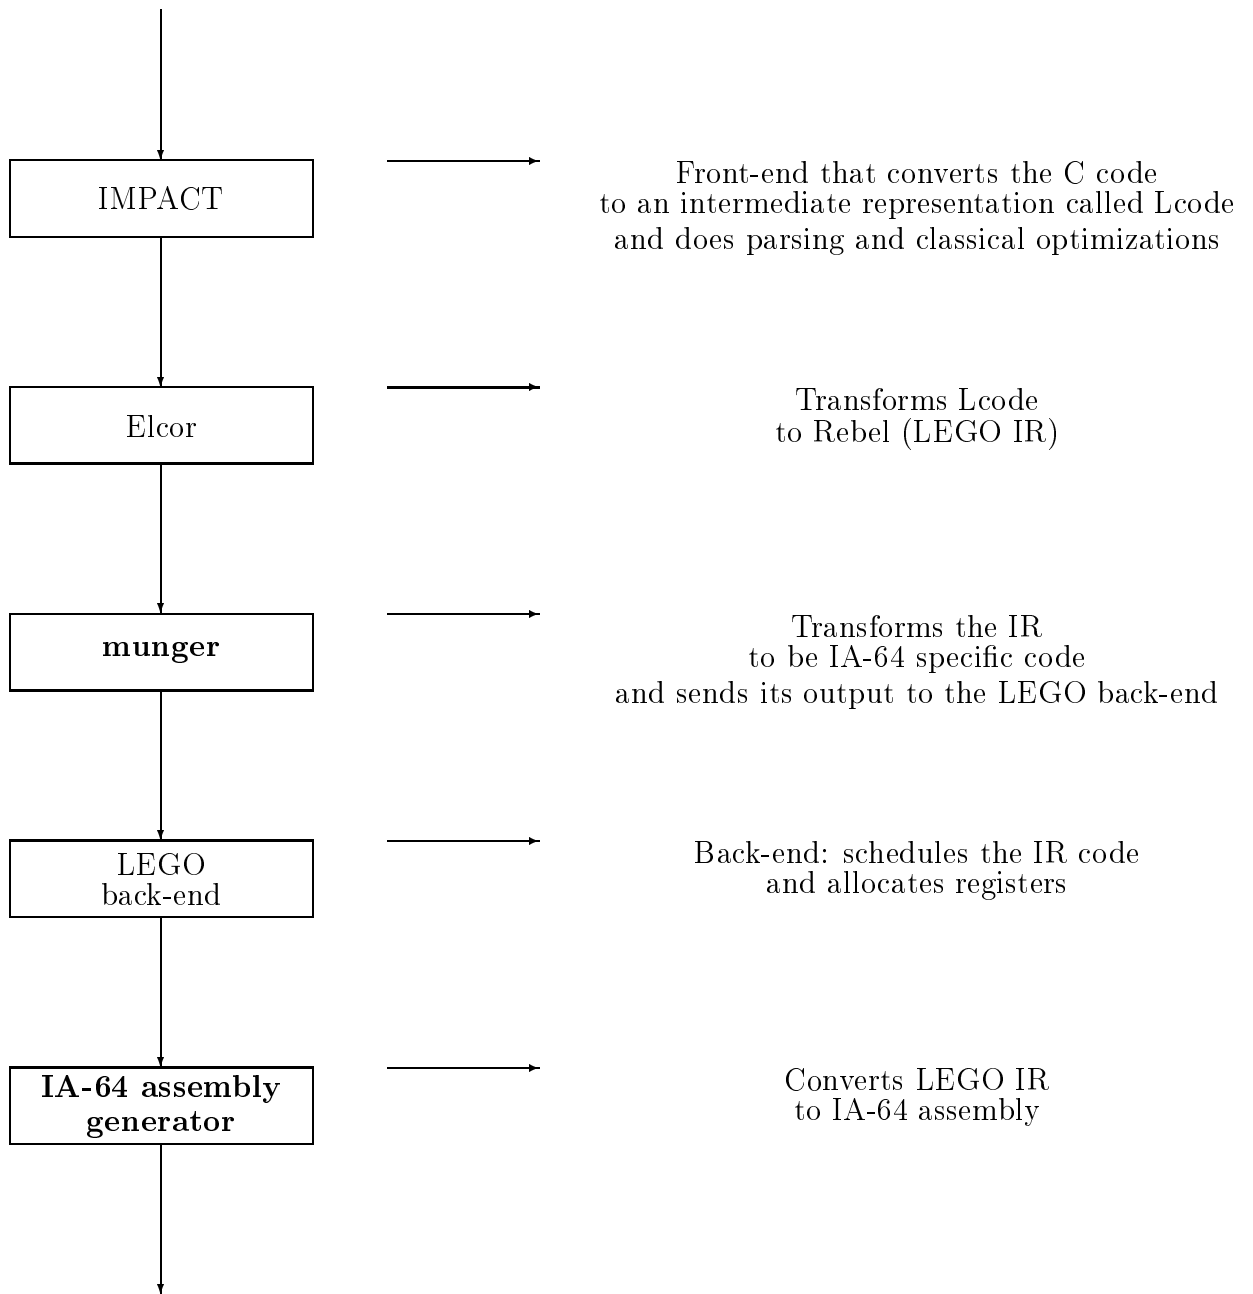 IMPACT
Front-end that converts the C code
to an intermediate representation called Lcode
and does parsing and classical optimizations
Elcor
Transforms Lcode
to Rebel (LEGO IR)
munger
Transforms the IR
to be IA-64 specific code
and sends its output to the LEGO back-end
LEGO
back-end
Back-end: schedules the IR code
and allocates registers
IA-64 assembly
generator
Converts LEGO IR
to IA-64 assembly